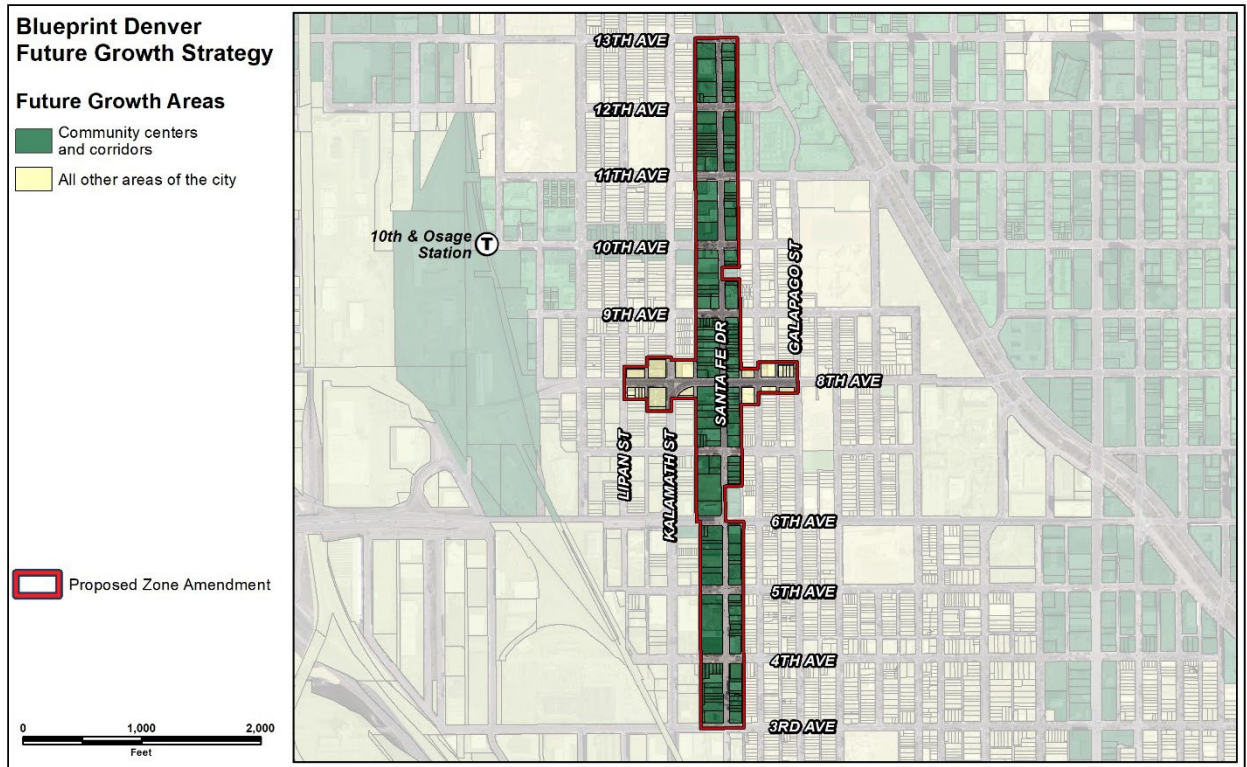 Blueprint Denver
Future Growth Strategy
Future Growth Areas
Community centers
and corridors
All other areas of the city
Proposed Zone Amendment
0 1,000 2,000
Feet
13TH AVE
12TH AVE
11TH AVE
10th & Osage
Station
T
10TH AVE
9TH AVE
GALAPAGO ST
SANTA FE DR
8TH AVE
LIPAN ST
KALAMATH ST
6TH AVE
5TH AVE
4TH AVE
3RD AVE